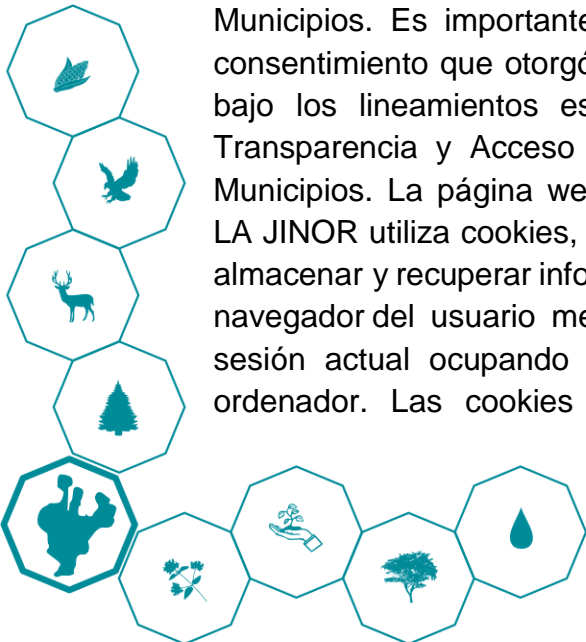 Municipios. Es importante
consentimiento que otorgó
bajo los lineamientos es
Transparencia y Acceso
Municipios. La página we
LA JINOR utiliza cookies,
almacenar y recuperar info
navegador del usuario me
sesión actual ocupando
ordenador. Las cookies